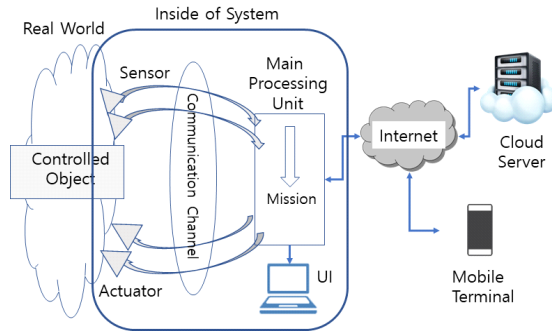 Inside of System
Real World
Sensor
Main
Processing
Unit
Communication Channel
Internet
Cloud
Server
Controlled
Object
Mission
Actuator
UI
Mobile
Terminal